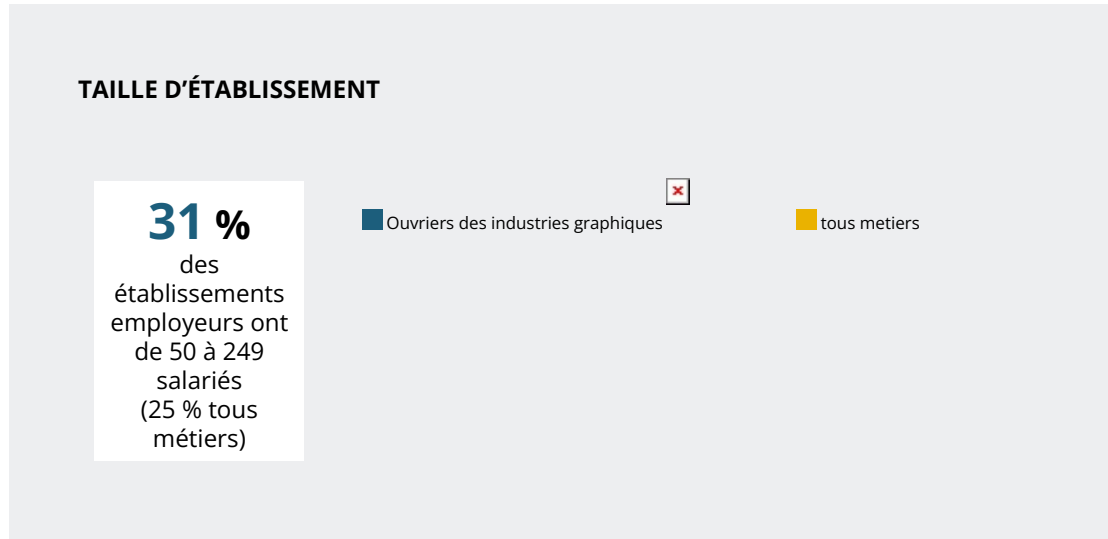 TAILLE D'ÉTABLISSEMENT
31 %
des
établissements
employeurs ont
de 50 à 249
salariés
(25 % tous
métiers)
Ouvriers des industries graphiques
tous metiers